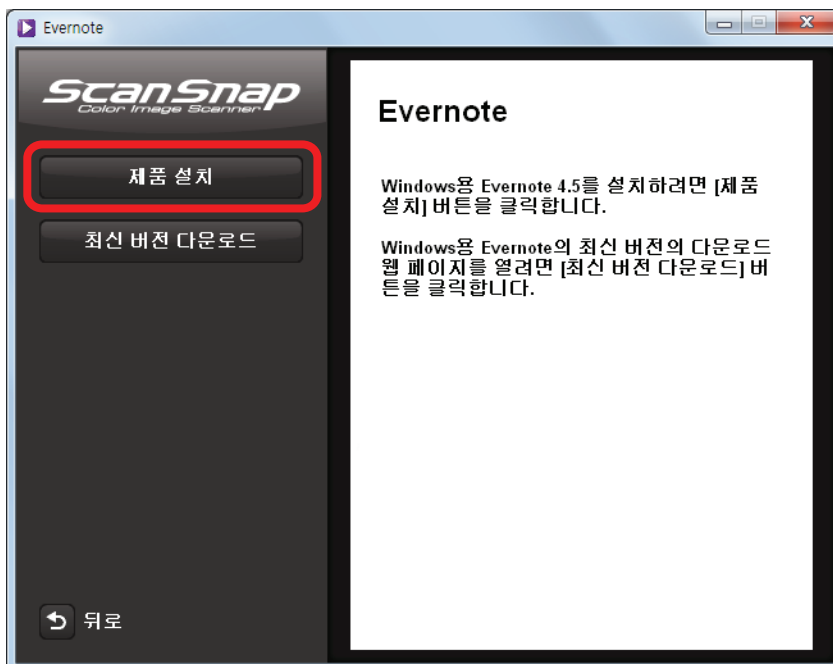 Evernote
ScanSnap
Color Image Scanner
제품 설치
최신 버전 다운로드
뒤로
Evernote
Windows용 Evernote 4.5를 설치하려면 [제품
설치] 버튼을 클릭합니다.
Windows용 Evernote의 최신 버전의 다운로드
웹 페이지를 열려면 [최신 버전 다운로드] 버
튼을 클릭합니다.